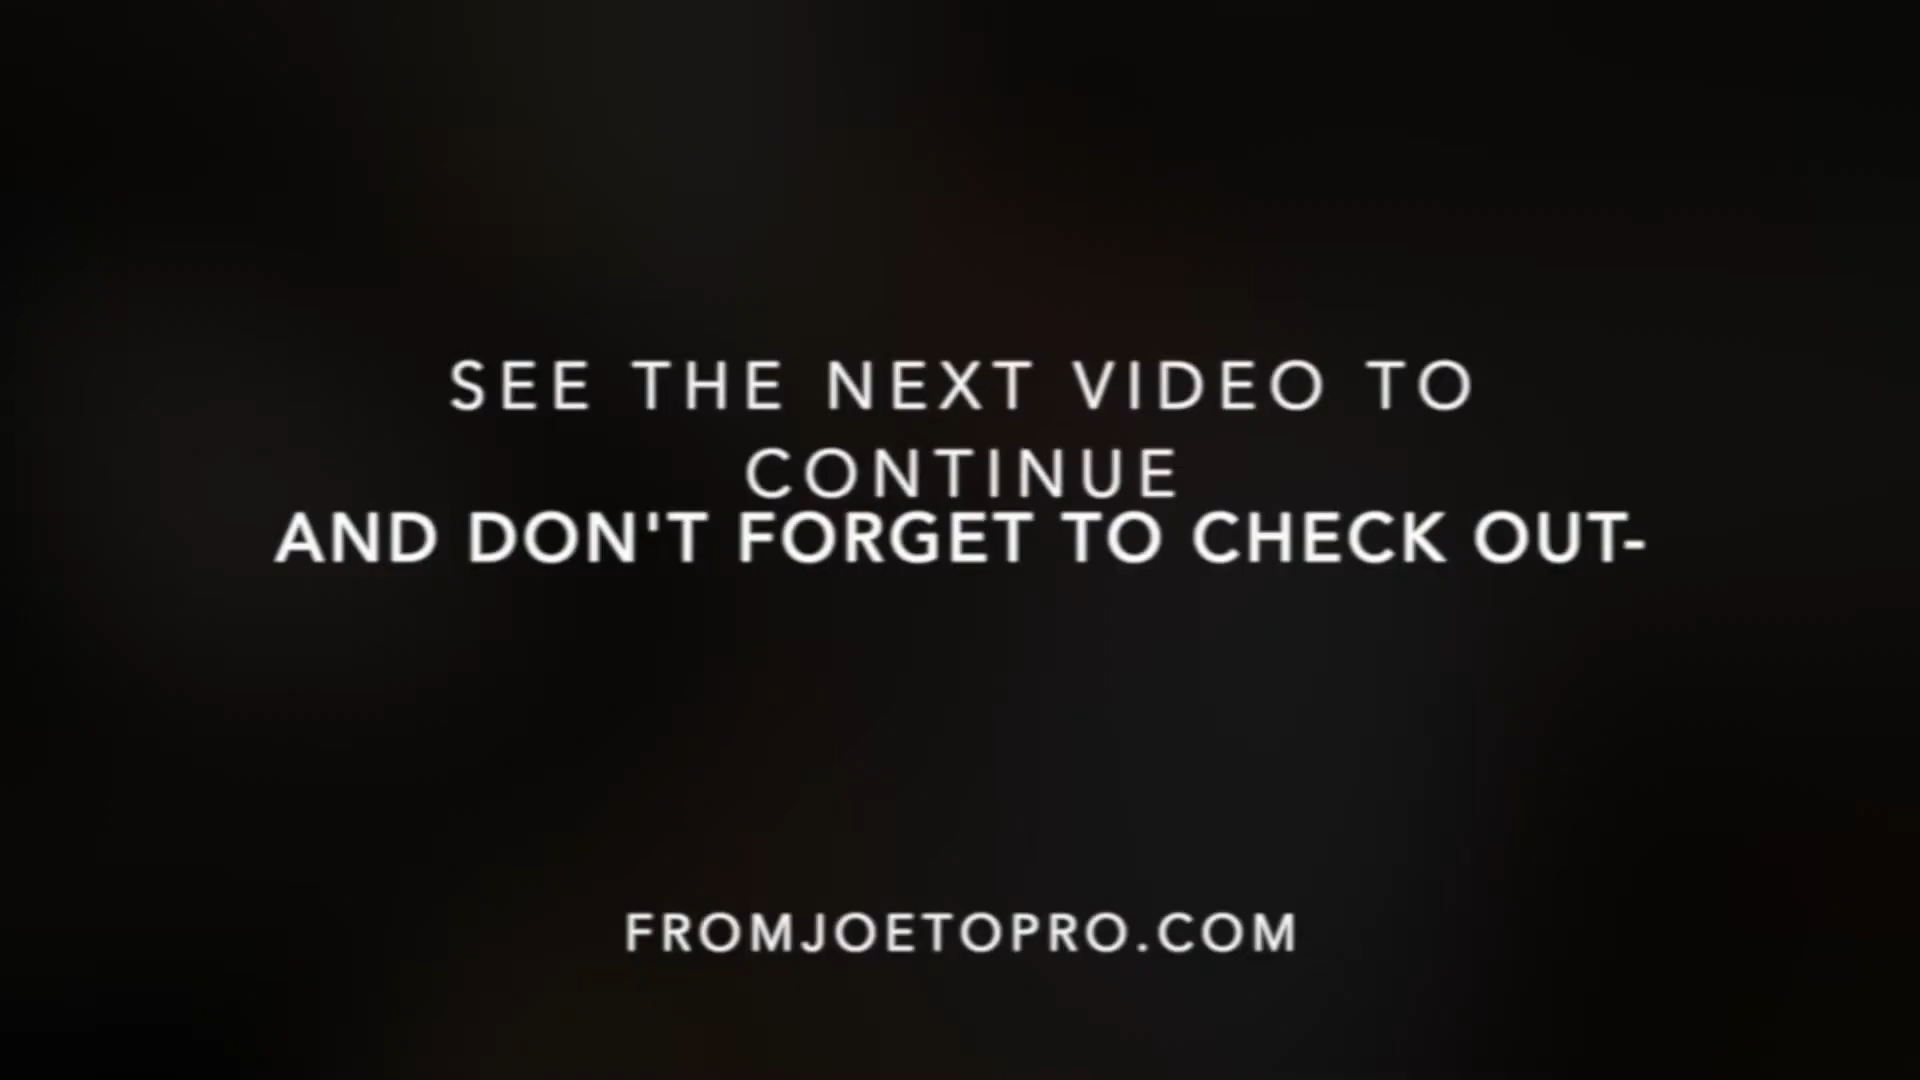 SEE THE NEXT VIDEO TO
CONTINUE
AND DON'T FORGET TO CHECK OUT-
FROMJOETOPRO.COM